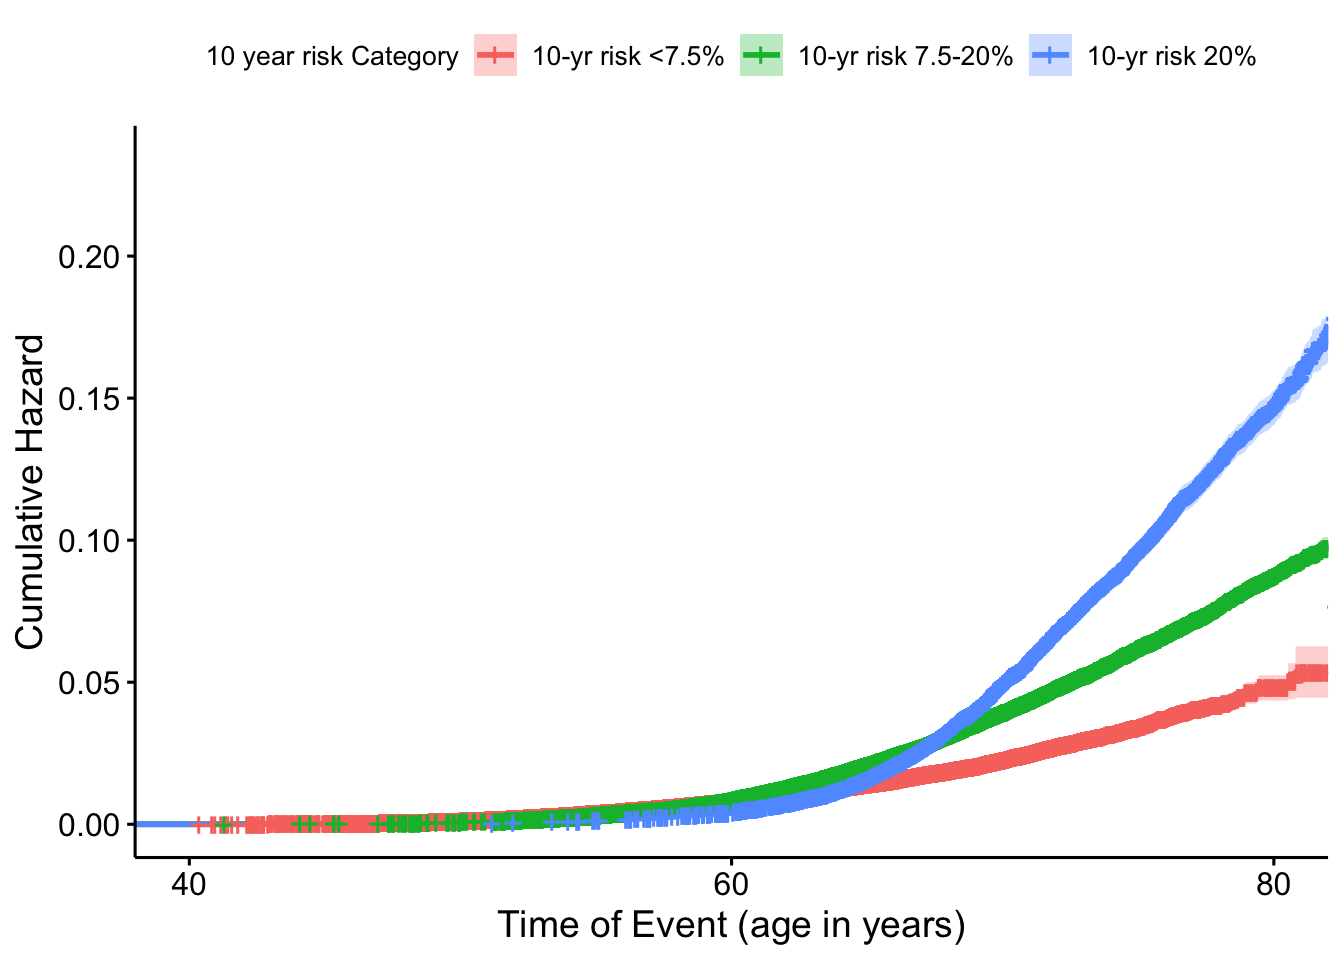 10 year risk Category 10-yr risk <7.5% 10-yr risk 7.5-20% 10-yr risk 20%
0.20
0.15
0.10
0.05
0.00
Cumulative Hazard
40 60 80
Time of Event (age in years)